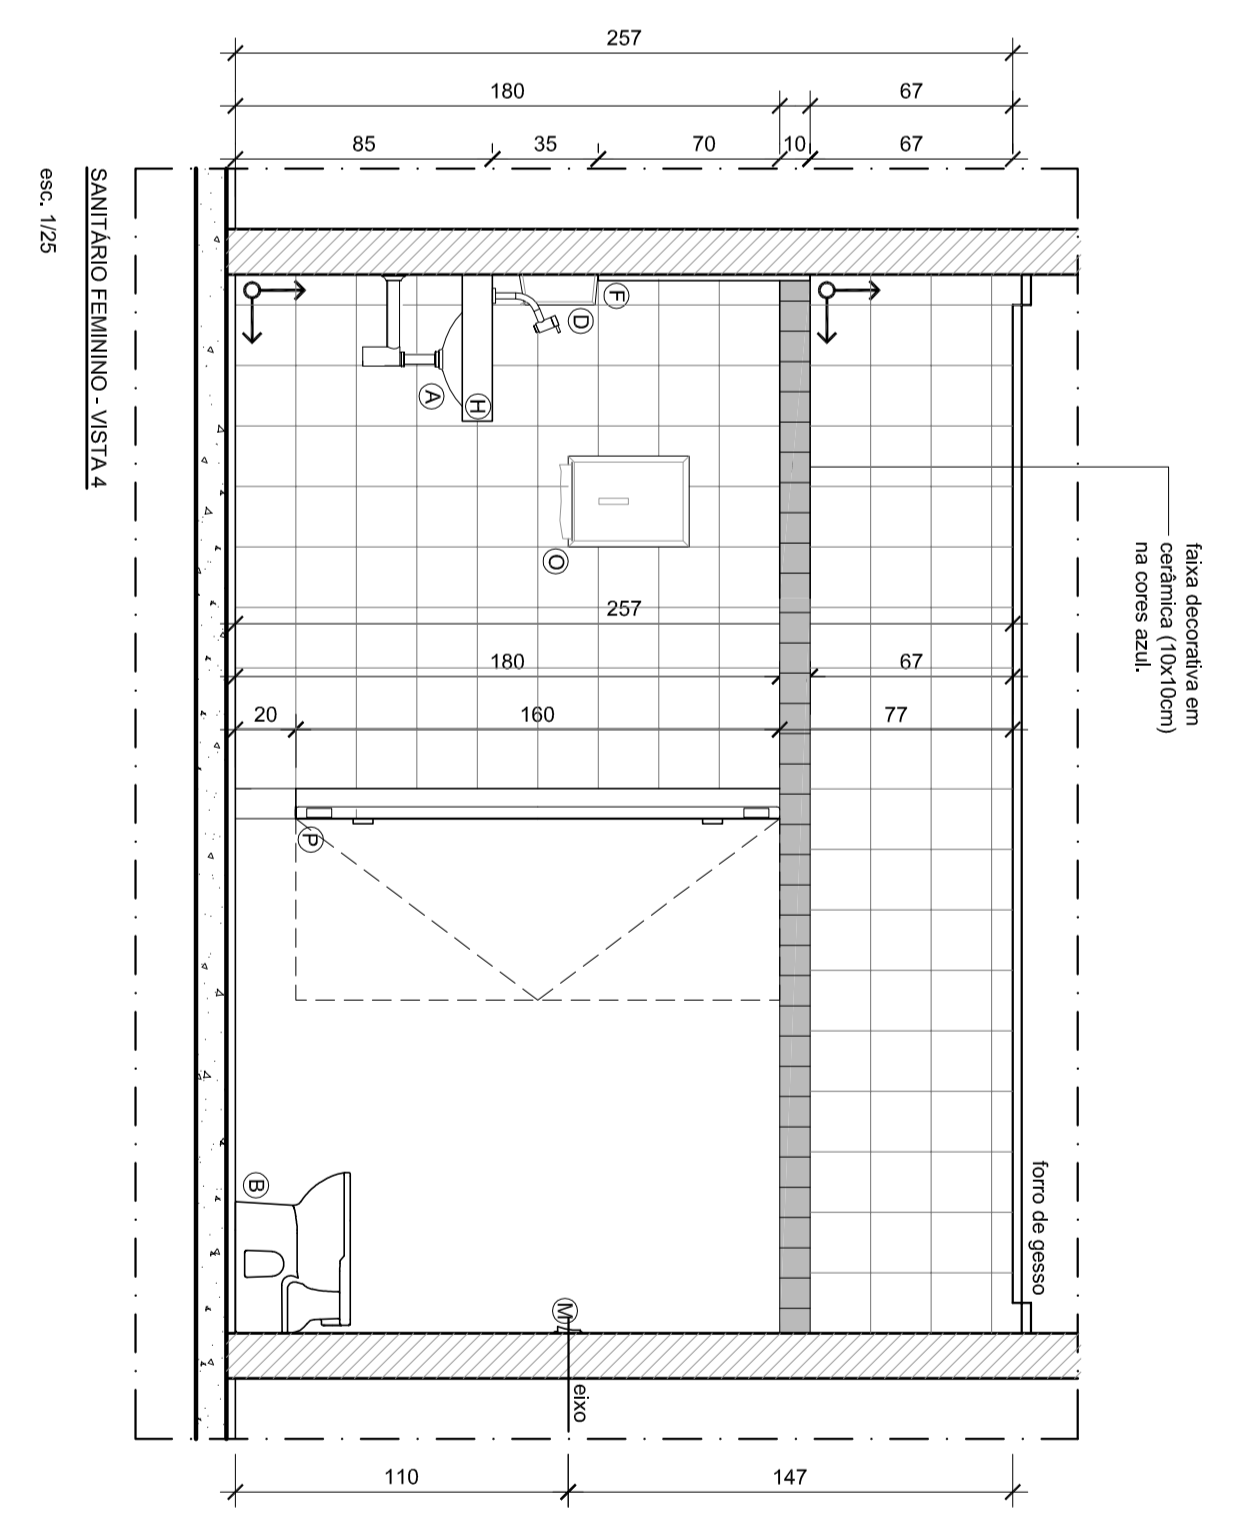 257
180
67
85
35
70
10
67
SANITÁRIO FEMININO - VISTA 4
esc. 1/25
F
D
A
H
O
faixa decorativa em
cerâmica (10x10cm)
na cores azul.
257
180
67
20
160
77
P
B
forro de gesso
M
eixo
110
147